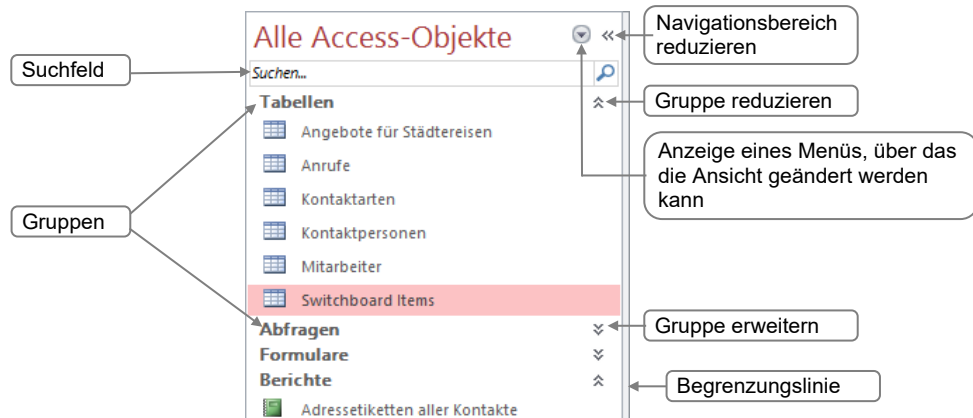 Alle Access-Objekte
Navigationsbereich
reduzieren
Suchfeld
Suchen...
Tabellen
Gruppe reduzieren
Angebote für Städtereisen
Anrufe
Anzeige eines Menüs, über das
die Ansicht geändert werden
kann
Kontaktarten
Gruppen
Kontaktpersonen
Mitarbeiter
Switchboard Items
Abfragen
Gruppe erweitern
Formulare
Berichte
Begrenzungslinie
Adressetiketten aller Kontakte